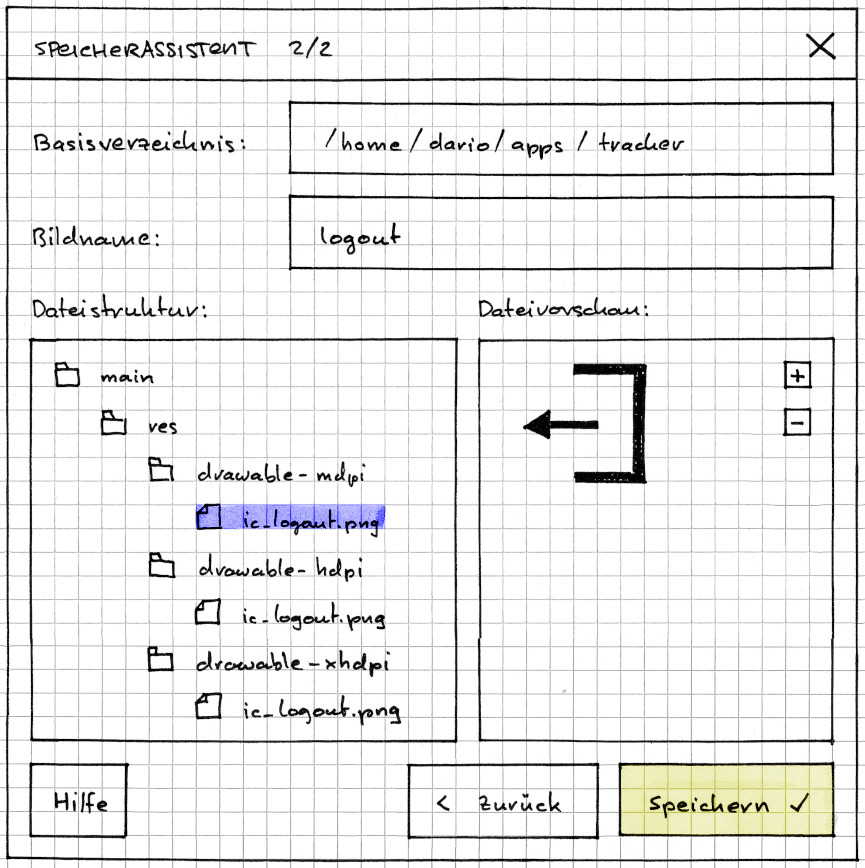 SPEICHERASSISTENT 2/2
Basisverzeichnis: /home/dario/apps/tracker
Bildname: logout
Dateistruktur: Dateivorschau:
main
res
drawable-mdpi
ic_logout.png
drawable-hdpi
ic_logout.png
drawable-xhdpi
ic_logout.png
Hilfe < Zurück Speichern ✓